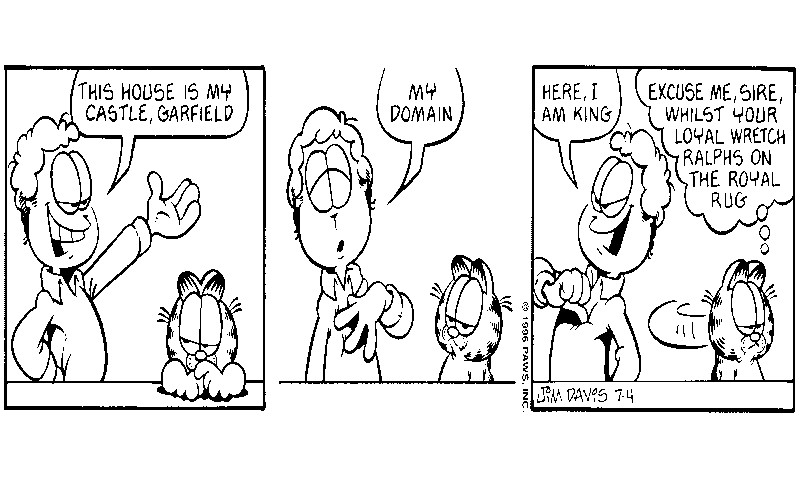 THIS HOUSE IS MY
CASTLE, GARFIELD
MY
DOMAIN
HERE, I
AM KING
EXCUSE ME, SIRE,
WHILST YOUR
LOYAL WRETCH
RALPHS ON
THE ROYAL
RUG
© 1996 PAWS, INC.
JIM DAVIS 7-4